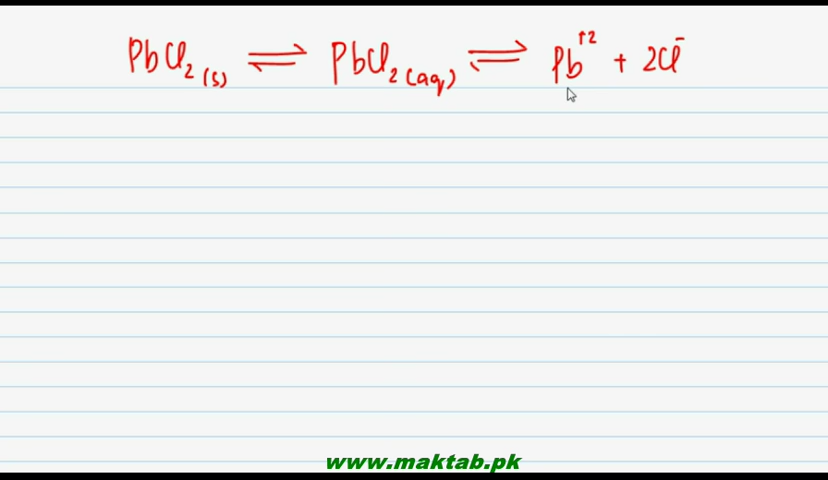 PbCl₂(s) ⇌ PbCl₂(aq) ⇌ Pb⁺² + 2Cl⁻
www.maktab.pk